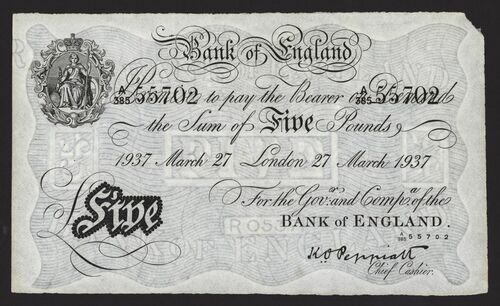 Bank of England
A/385 55702 A/385 55702
I Promise to pay the Bearer on Demand
the Sum of Five Pounds
1937 March 27 London 27 March 1937
For the Govr. and Compa. of the
BANK OF ENGLAND.
Five
A/385 55702
K.O. Peppiatt
Chief Cashier.